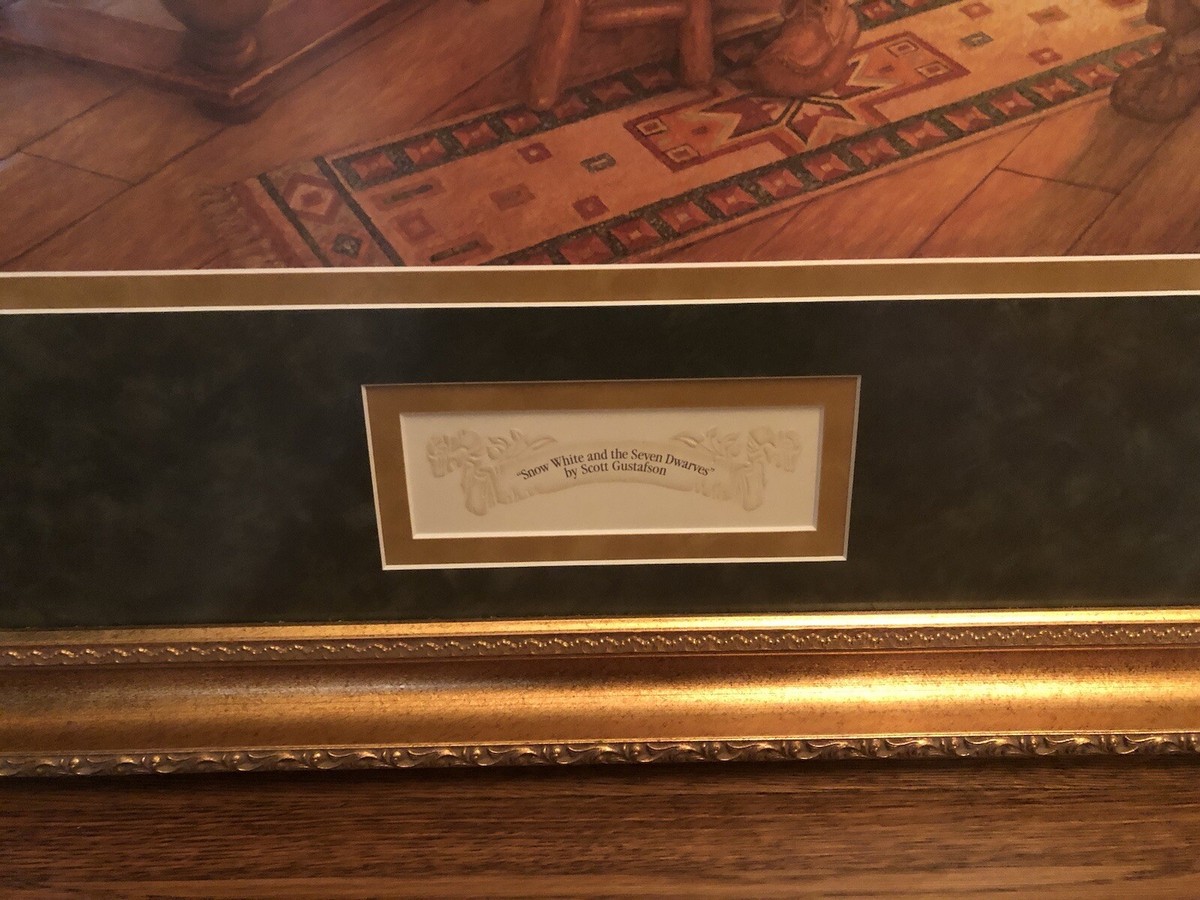 "Snow White and the Seven Dwarves"
by Scott Gustafson